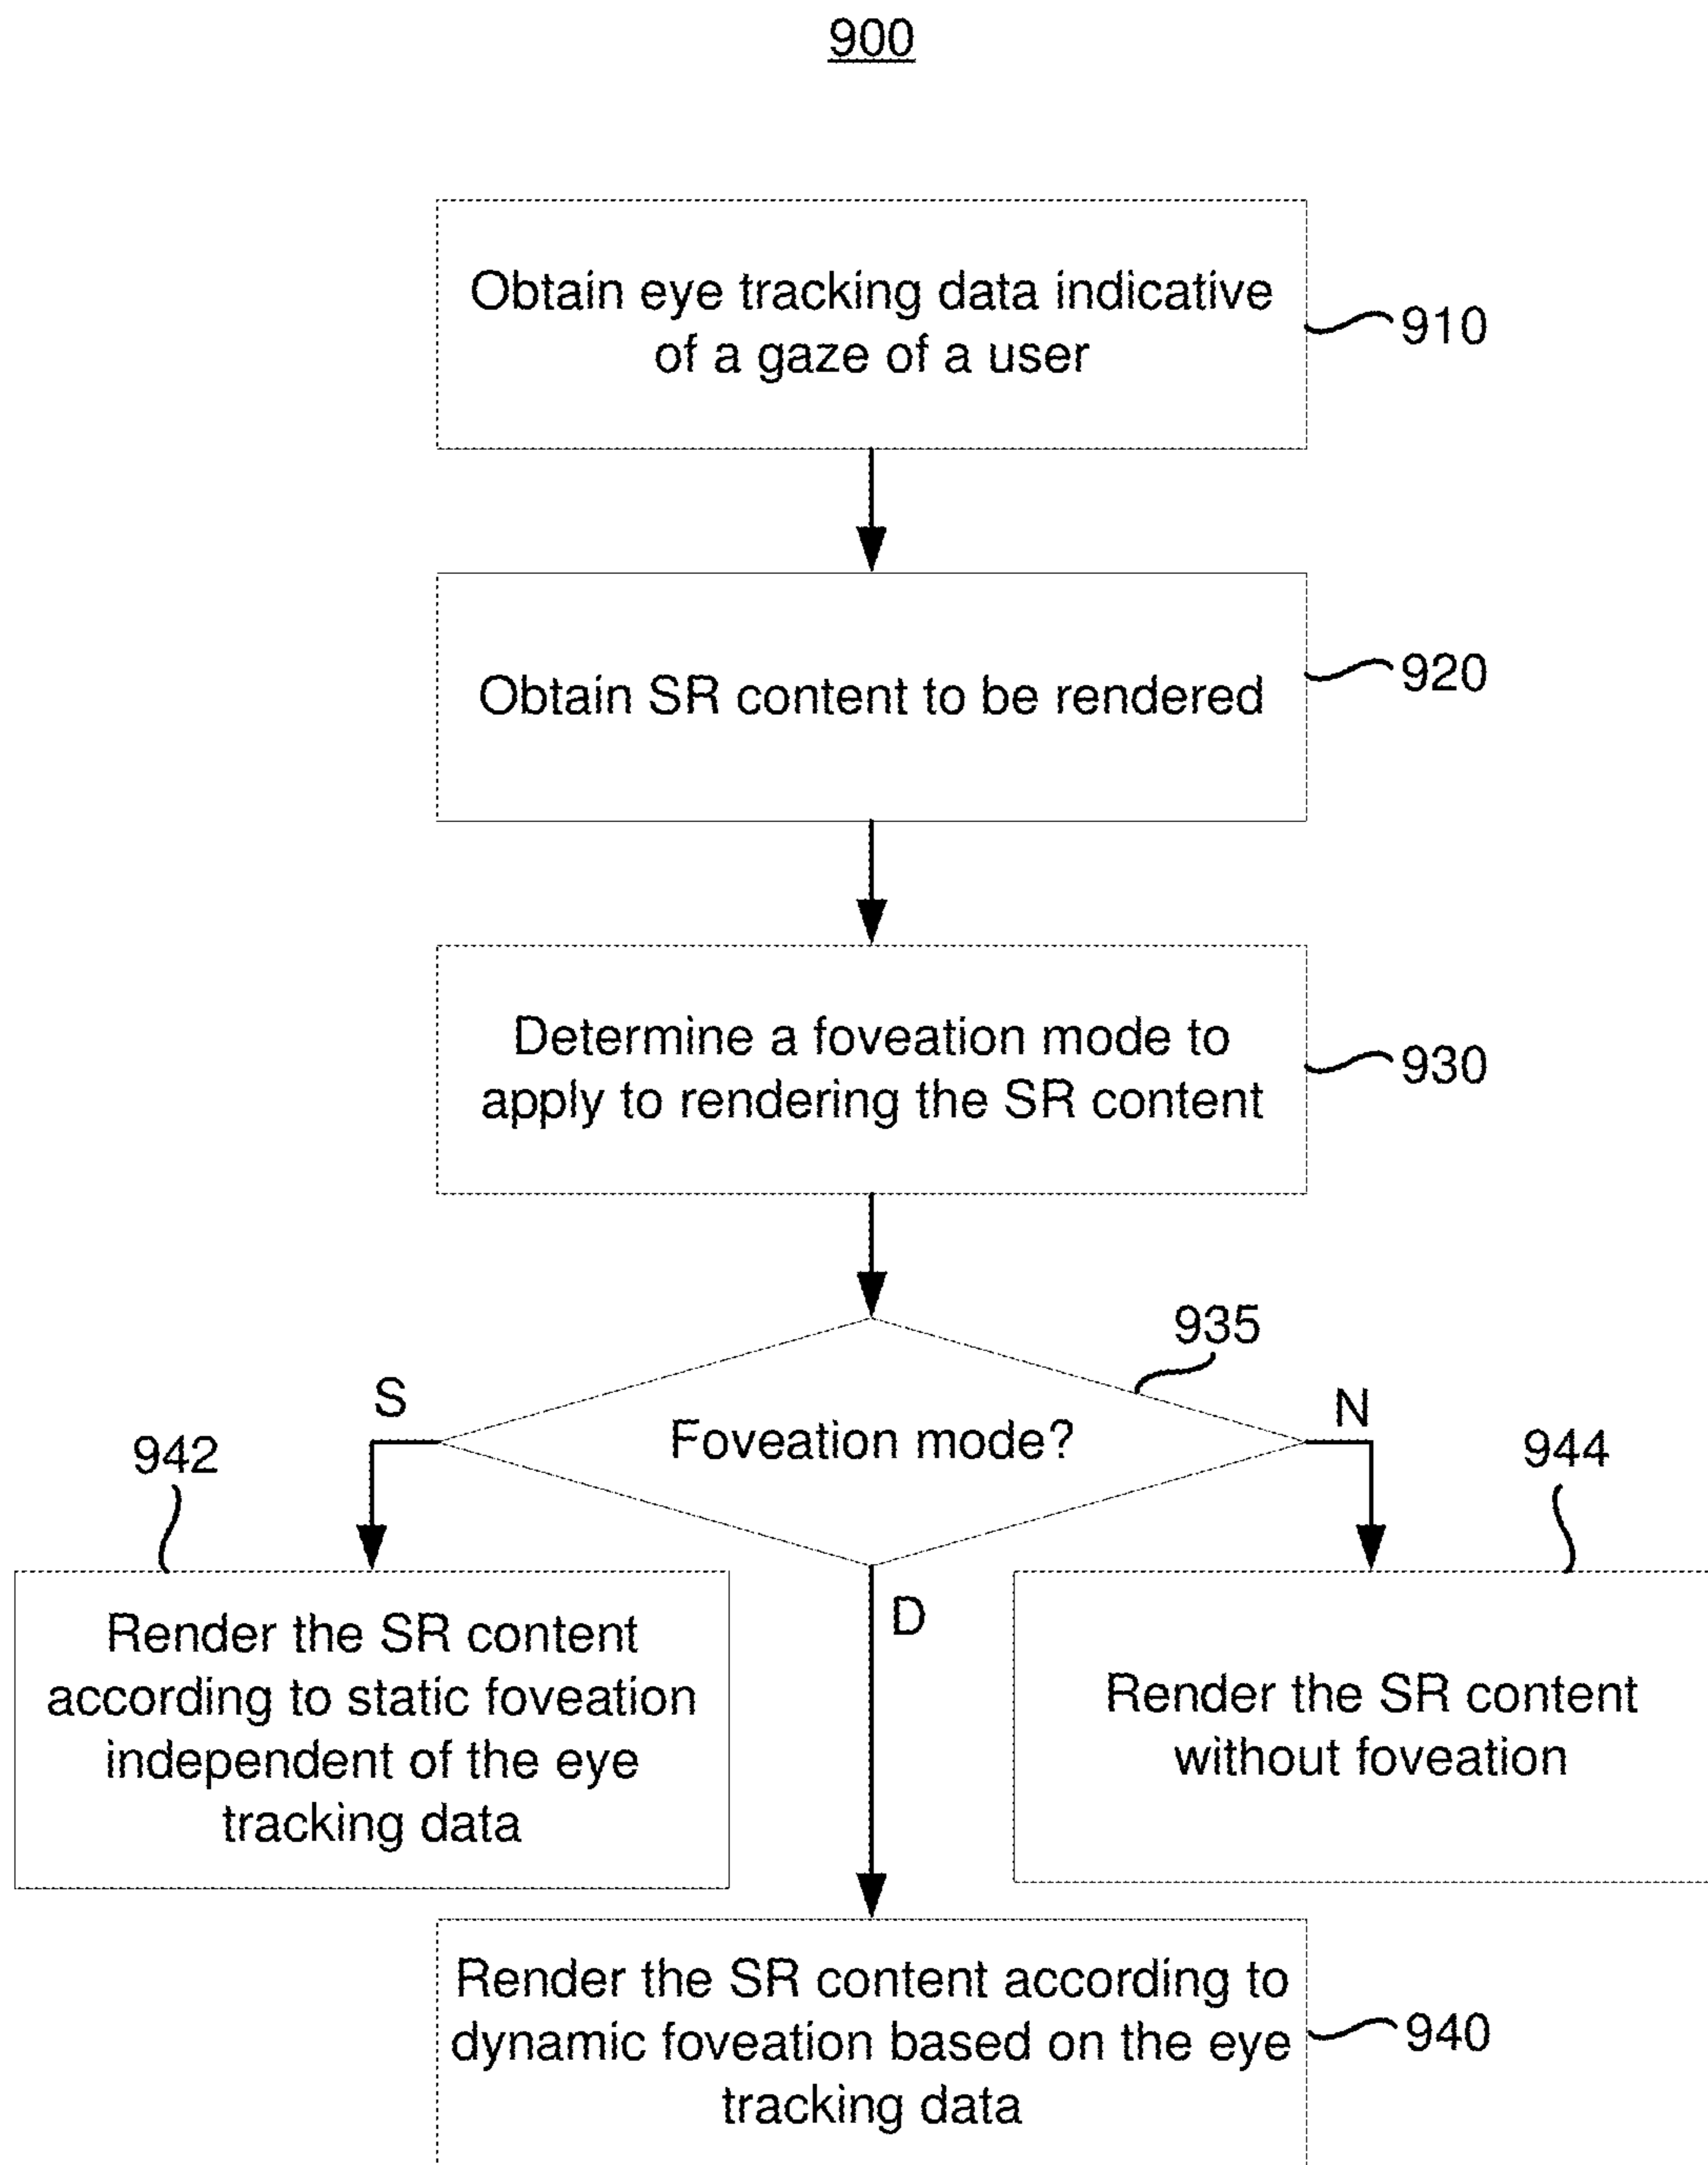 900
Obtain eye tracking data indicative
of a gaze of a user
910
Obtain SR content to be rendered
920
Determine a foveation mode to
apply to rendering the SR content
930
935
Foveation mode?
S
N
D
942
Render the SR content
according to static foveation
independent of the eye
tracking data
944
Render the SR content
without foveation
Render the SR content according to
dynamic foveation based on the eye
tracking data
940